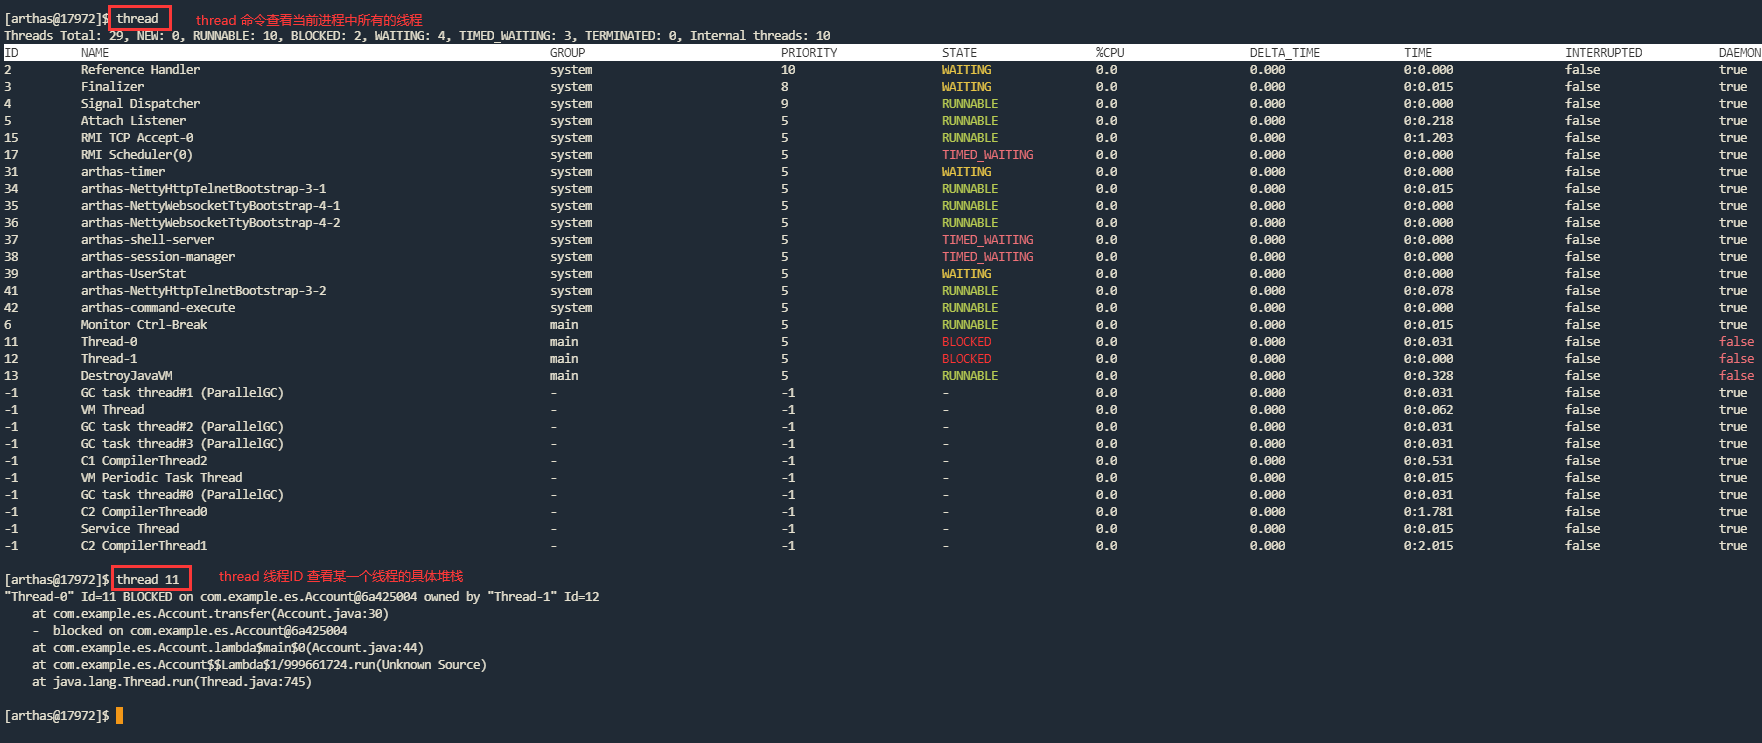 [arthas@17972]$ thread thread 命令查看当前进程中所有的线程
Threads Total: 29, NEW: 0, RUNNABLE: 10, BLOCKED: 2, WAITING: 4, TIMED_WAITING: 3, TERMINATED: 0, Internal threads: 10
ID NAME GROUP PRIORITY STATE %CPU DELTA_TIME TIME INTERRUPTED DAEMON
2 Reference Handler system 10 WAITING 0.0 0.000 0:0.000 false true
3 Finalizer system 8 WAITING 0.0 0.000 0:0.015 false true
4 Signal Dispatcher system 9 RUNNABLE 0.0 0.000 0:0.000 false true
5 Attach Listener system 5 RUNNABLE 0.0 0.000 0:0.218 false true
15 RMI TCP Accept-0 system 5 RUNNABLE 0.0 0.000 0:1.203 false true
17 RMI Scheduler(0) system 5 TIMED_WAITING 0.0 0.000 0:0.000 false true
31 arthas-timer system 5 WAITING 0.0 0.000 0:0.000 false true
34 arthas-NettyHttpTelnetBootstrap-3-1 system 5 RUNNABLE 0.0 0.000 0:0.015 false true
35 arthas-NettyWebsocketTtyBootstrap-4-1 system 5 RUNNABLE 0.0 0.000 0:0.000 false true
36 arthas-NettyWebsocketTtyBootstrap-4-2 system 5 RUNNABLE 0.0 0.000 0:0.000 false true
37 arthas-shell-server system 5 TIMED_WAITING 0.0 0.000 0:0.000 false true
38 arthas-session-manager system 5 TIMED_WAITING 0.0 0.000 0:0.000 false true
39 arthas-UserStat system 5 WAITING 0.0 0.000 0:0.000 false true
41 arthas-NettyHttpTelnetBootstrap-3-2 system 5 RUNNABLE 0.0 0.000 0:0.078 false true
42 arthas-command-execute system 5 RUNNABLE 0.0 0.000 0:0.000 false true
6 Monitor Ctrl-Break main 5 RUNNABLE 0.0 0.000 0:0.015 false true
11 Thread-0 main 5 BLOCKED 0.0 0.000 0:0.031 false false
12 Thread-1 main 5 BLOCKED 0.0 0.000 0:0.000 false false
13 DestroyJavaVM main 5 RUNNABLE 0.0 0.000 0:0.328 false false
-1 GC task thread#1 (ParallelGC) - -1 - 0.0 0.000 0:0.031 false true
-1 VM Thread - -1 - 0.0 0.000 0:0.062 false true
-1 GC task thread#2 (ParallelGC) - -1 - 0.0 0.000 0:0.031 false true
-1 GC task thread#3 (ParallelGC) - -1 - 0.0 0.000 0:0.031 false true
-1 C1 CompilerThread2 - -1 - 0.0 0.000 0:0.531 false true
-1 VM Periodic Task Thread - -1 - 0.0 0.000 0:0.015 false true
-1 GC task thread#0 (ParallelGC) - -1 - 0.0 0.000 0:0.031 false true
-1 C2 CompilerThread0 - -1 - 0.0 0.000 0:1.781 false true
-1 Service Thread - -1 - 0.0 0.000 0:0.015 false true
-1 C2 CompilerThread1 - -1 - 0.0 0.000 0:2.015 false true
[arthas@17972]$ thread 11 thread 线程ID 查看某一个线程的具体堆栈
"Thread-0" Id=11 BLOCKED on com.example.es.Account@6a425004 owned by "Thread-1" Id=12
at com.example.es.Account.transfer(Account.java:30)
- blocked on com.example.es.Account@6a425004
at com.example.es.Account.lambda$main$0(Account.java:44)
at com.example.es.Account$$Lambda$1/999661724.run(Unknown Source)
at java.lang.Thread.run(Thread.java:745)
[arthas@17972]$